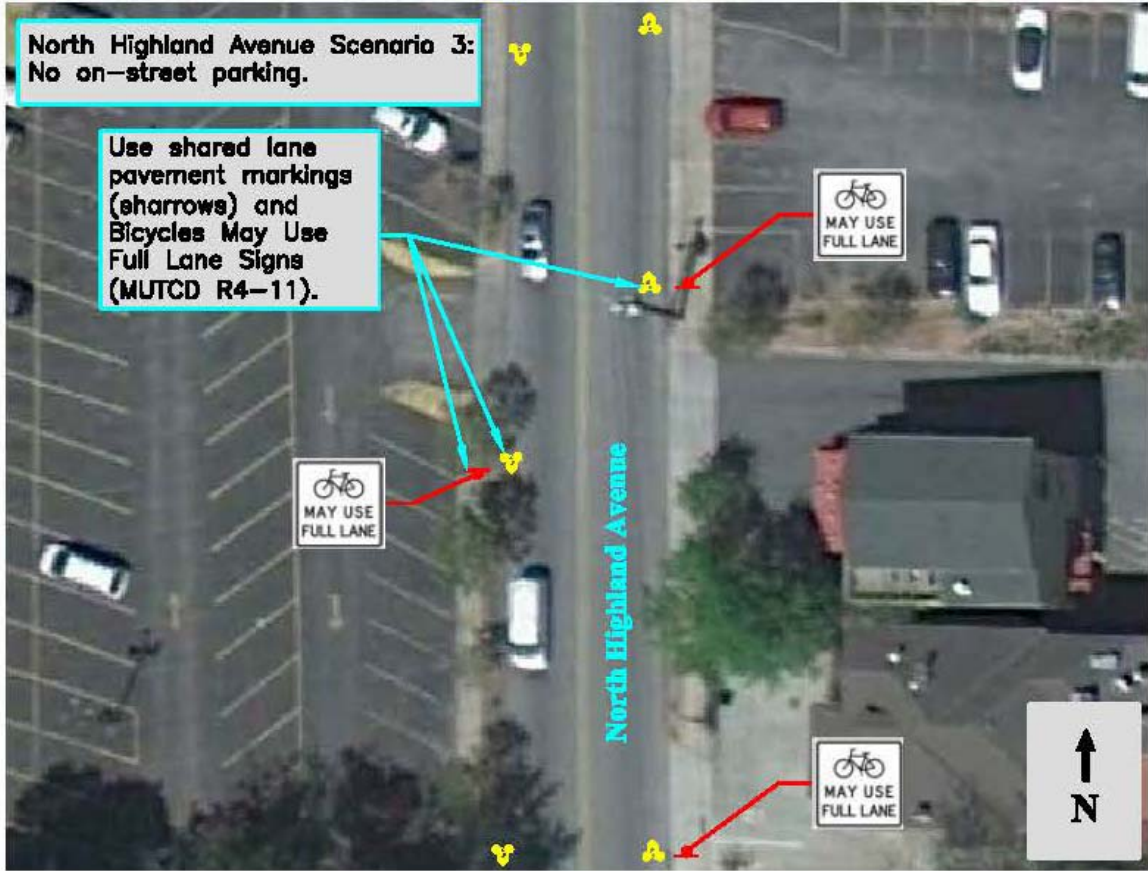 North Highland Avenue Scenario 3:
No on-street parking.
Use shared lane
pavement markings
(sharrows) and
Bicycles May Use
Full Lane Signs
(MUTCD R4-11).
MAY USE
FULL LANE
MAY USE
FULL LANE
North Highland Avenue
MAY USE
FULL LANE
N